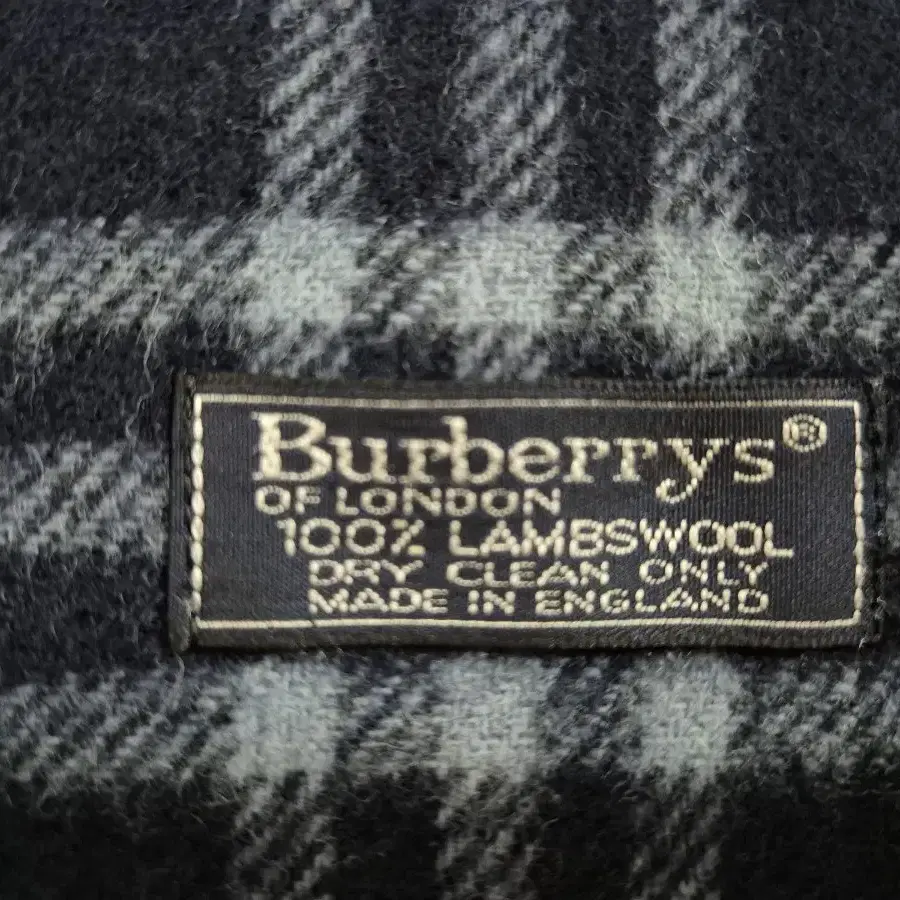 Burberrys®
OF LONDON
100% LAMBSWOOL
DRY CLEAN ONLY
MADE IN ENGLAND